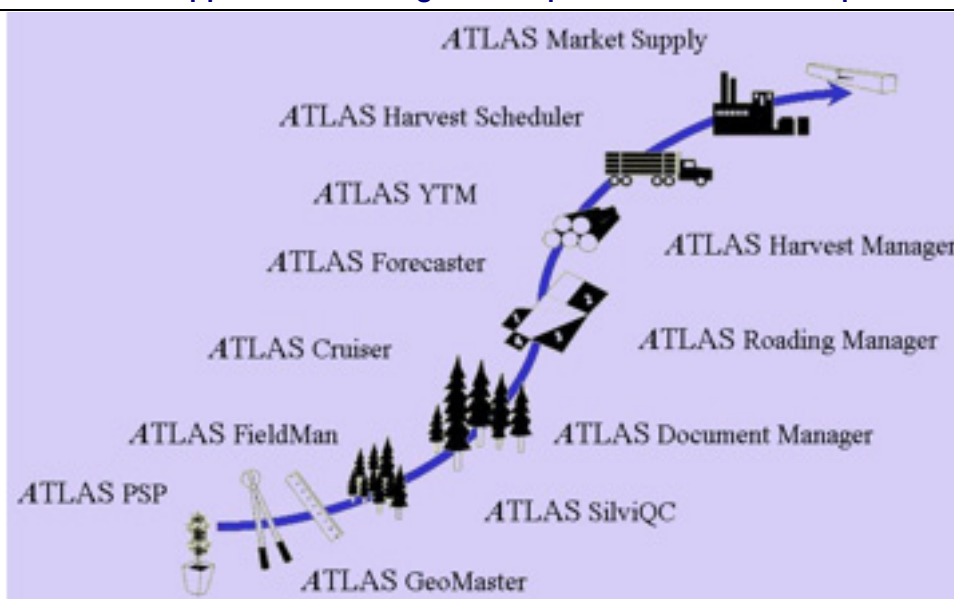 ATLAS Market Supply
ATLAS Harvest Scheduler
ATLAS YTM
ATLAS Harvest Manager
ATLAS Forecaster
ATLAS Roading Manager
ATLAS Cruiser
ATLAS FieldMan
ATLAS Document Manager
ATLAS PSP
ATLAS SilviQC
ATLAS GeoMaster